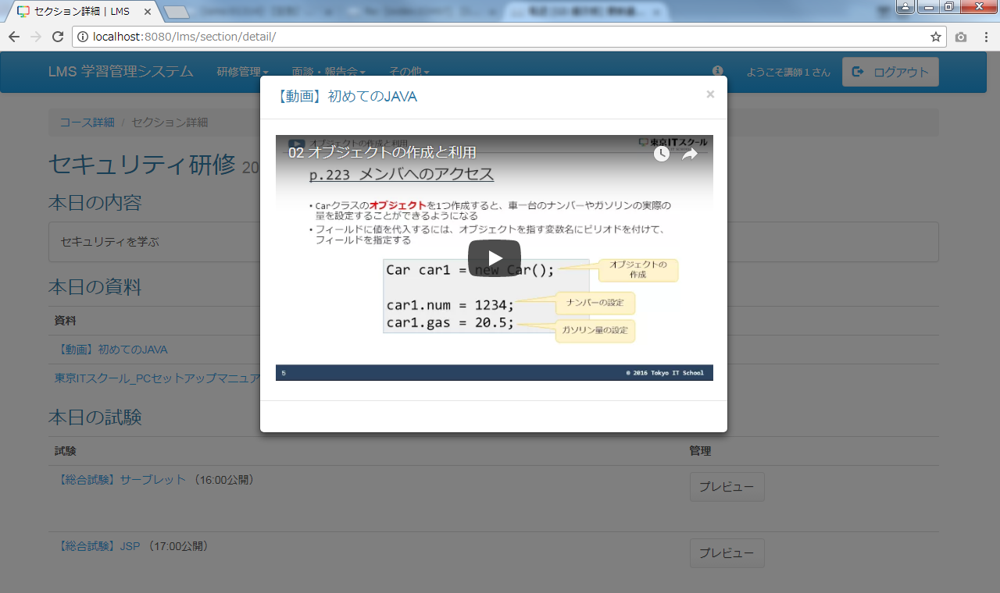 セクション詳細 | LMS
localhost:8080/lms/section/detail/
LMS 学習管理システム 研修管理 面談・報告会 その他 ようこそ講師１さん ログアウト
【動画】初めてのJAVA ×
コース詳細 / セクション詳細
02 オブジェクトの作成と利用
オブジェクトの作成と利用 東京ITスクール
p.223 メンバへのアクセス
・Carクラスのオブジェクトを1つ作成すると、車一台のナンバーやガソリンの実際の
量を設定することができるようになる
・フィールドに値を代入するには、オブジェクトを指す変数名にピリオドを付けて、
フィールドを指定する
Car car1 = new Car();
オブジェクトの
作成
car1.num = 1234;
ナンバーの設定
car1.gas = 20.5;
ガソリン量の設定
5 © 2016 Tokyo IT School
セキュリティ研修 20
本日の内容
セキュリティを学ぶ
本日の資料
資料
【動画】初めてのJAVA
東京ITスクール_PCセットアップマニュア
本日の試験
試験 管理
【総合試験】サーブレット （16:00公開） プレビュー
【総合試験】JSP （17:00公開） プレビュー